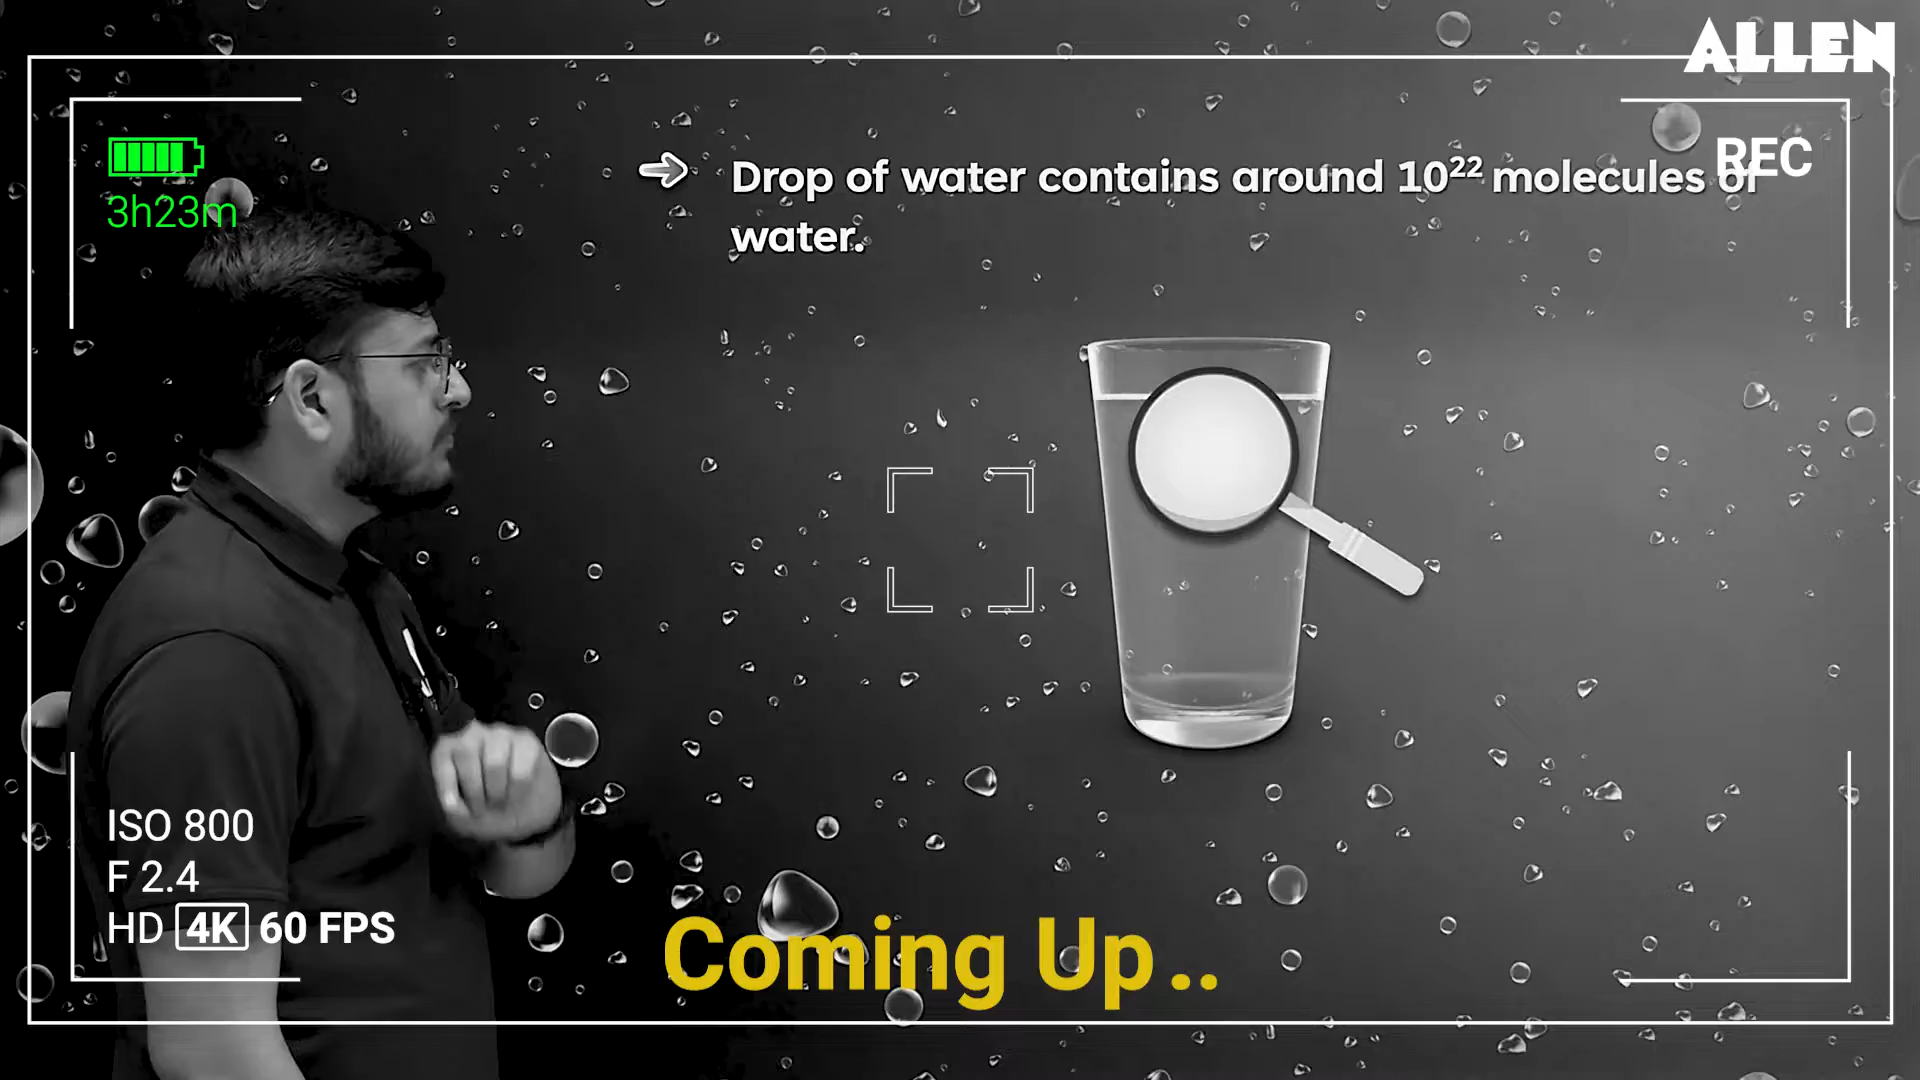 ALLEN
REC
3h23m
Drop of water contains around 10²² molecules of
water.
ISO 800
F 2.4
HD 4K 60 FPS
Coming Up..